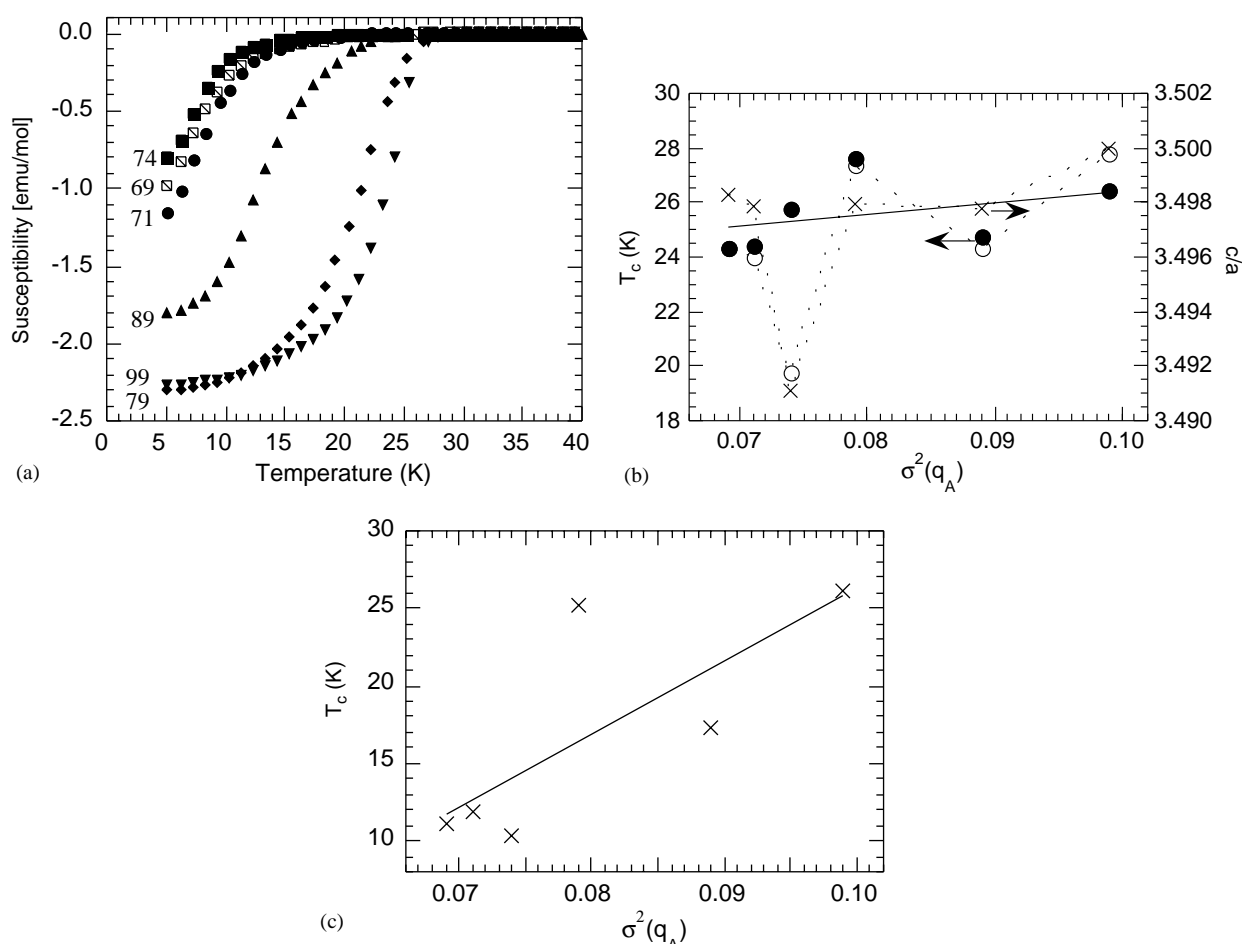 0.0
-0.5
-1.0
-1.5
-2.0
-2.5
Susceptibility [emu/mol]
74
69
71
89
99
79
0 5 10 15 20 25 30 35 40
Temperature (K)
(a)
30
28
26
24
22
20
18
T_c (K)
3.502
3.500
3.498
3.496
3.494
3.492
3.490
c/a
0.07 0.08 0.09 0.10
σ²(q_A)
(b)
30
25
20
15
10
T_c (K)
0.07 0.08 0.09 0.10
σ²(q_A)
(c)